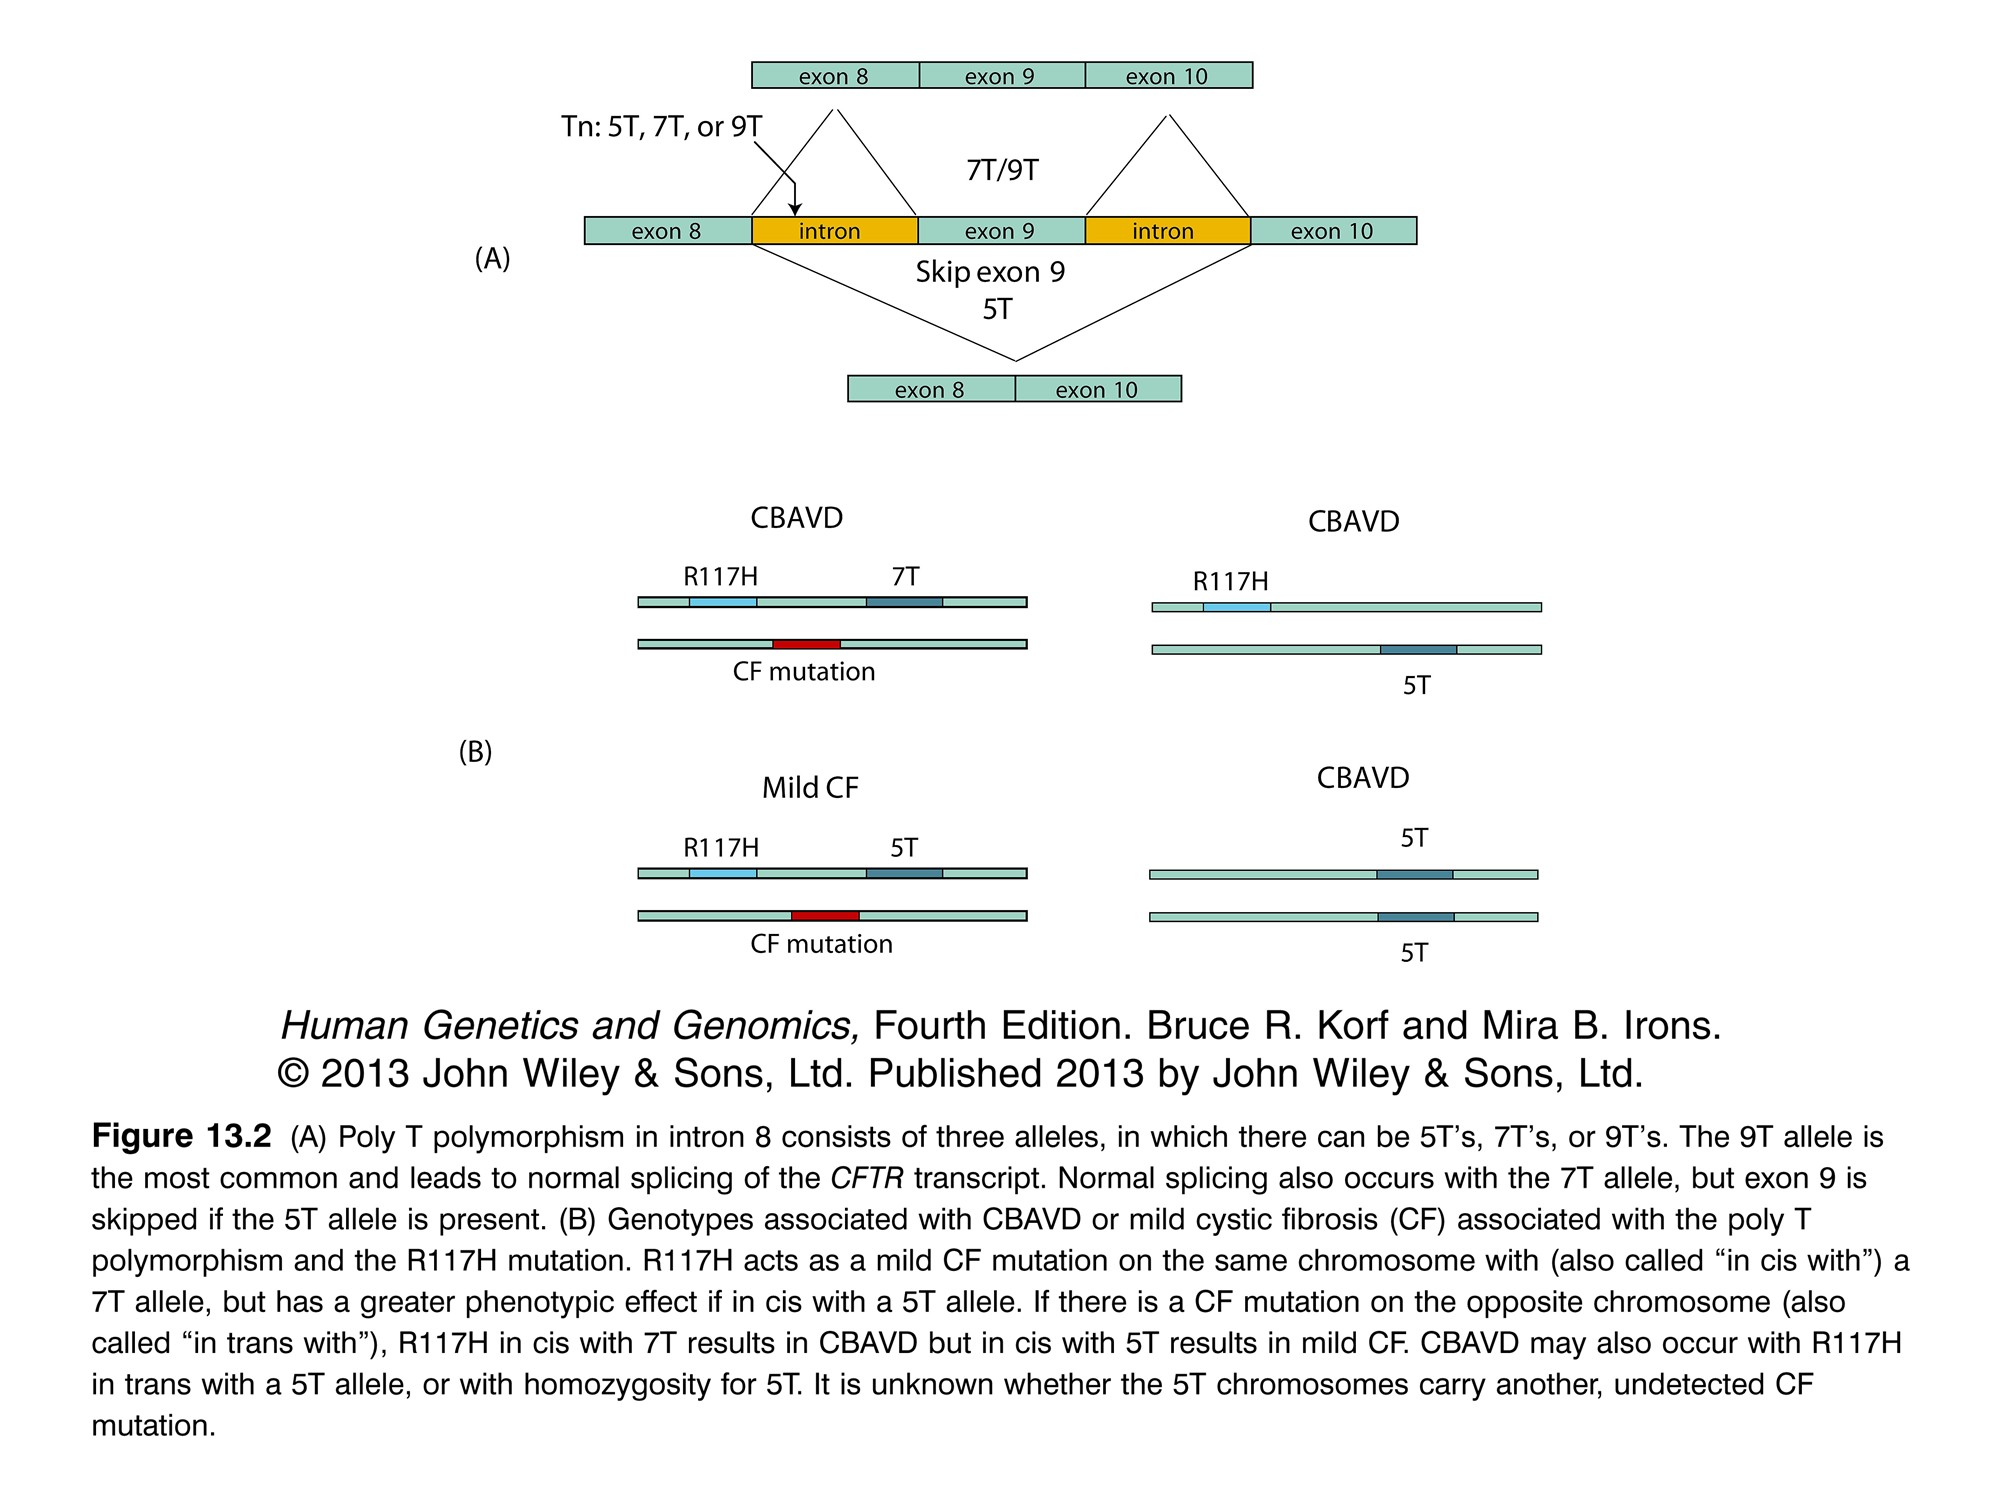 exon 8 exon 9 exon 10
Tn: 5T, 7T, or 9T
7T/9T
exon 8 intron exon 9 intron exon 10
(A)
Skip exon 9
5T
exon 8 exon 10
CBAVD
R117H 7T
CF mutation
CBAVD
R117H
5T
(B)
Mild CF
R117H 5T
CF mutation
CBAVD
5T
5T
Human Genetics and Genomics, Fourth Edition. Bruce R. Korf and Mira B. Irons.
© 2013 John Wiley & Sons, Ltd. Published 2013 by John Wiley & Sons, Ltd.
Figure 13.2 (A) Poly T polymorphism in intron 8 consists of three alleles, in which there can be 5T’s, 7T’s, or 9T’s. The 9T allele is
the most common and leads to normal splicing of the CFTR transcript. Normal splicing also occurs with the 7T allele, but exon 9 is
skipped if the 5T allele is present. (B) Genotypes associated with CBAVD or mild cystic fibrosis (CF) associated with the poly T
polymorphism and the R117H mutation. R117H acts as a mild CF mutation on the same chromosome with (also called “in cis with”) a
7T allele, but has a greater phenotypic effect if in cis with a 5T allele. If there is a CF mutation on the opposite chromosome (also
called “in trans with”), R117H in cis with 7T results in CBAVD but in cis with 5T results in mild CF. CBAVD may also occur with R117H
in trans with a 5T allele, or with homozygosity for 5T. It is unknown whether the 5T chromosomes carry another, undetected CF
mutation.